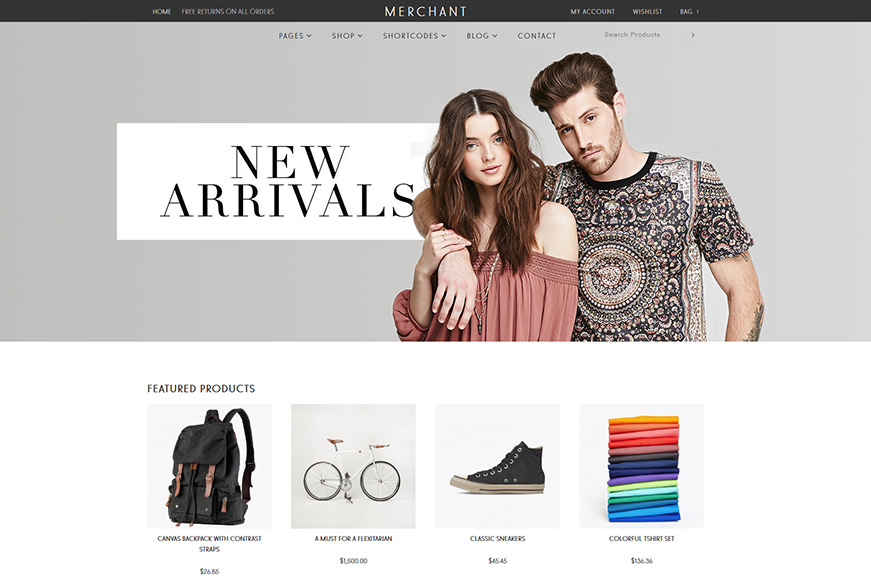 HOME FREE RETURNS ON ALL ORDERS MERCHANT MY ACCOUNT WISHLIST BAG
PAGES SHOP SHORTCODES BLOG CONTACT Search Products
NEW
ARRIVALS
FEATURED PRODUCTS
CANVAS BACKPACK WITH CONTRAST
STRAPS
$26.85
A MUST FOR A FLEXITARIAN
$1,500.00
CLASSIC SNEAKERS
$45.45
COLORFUL TSHIRT SET
$136.36